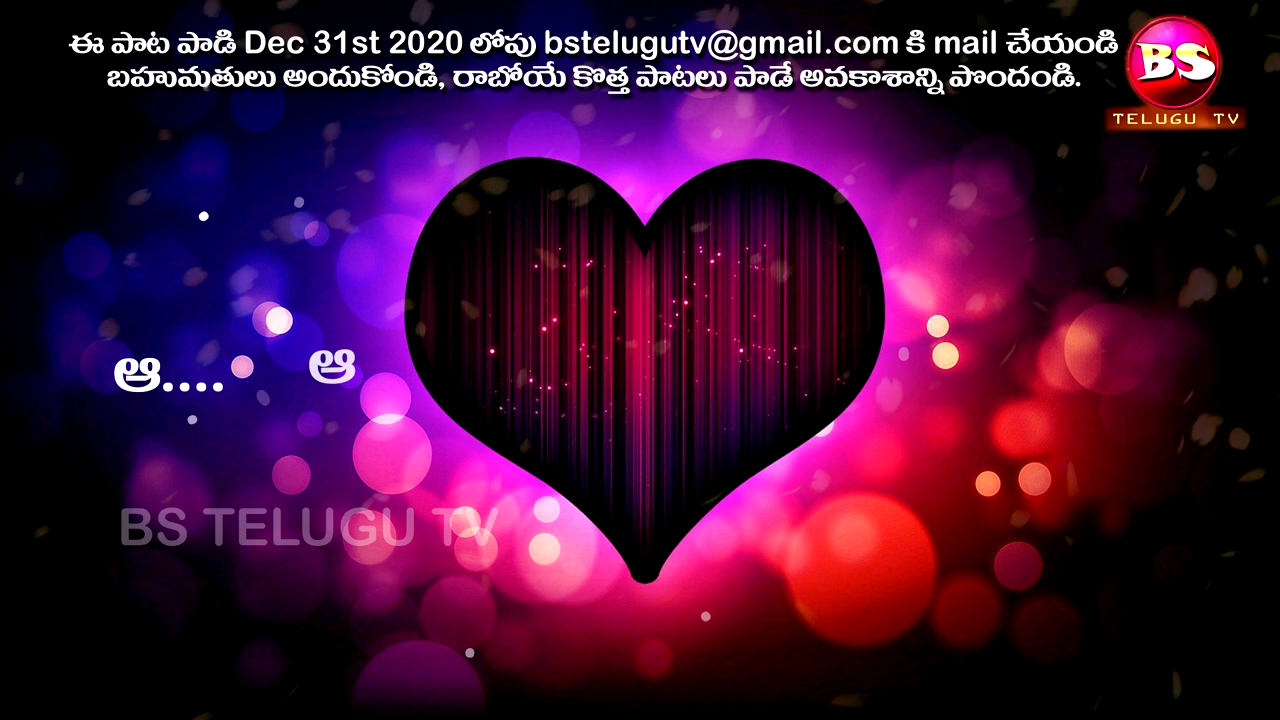 ఈ పాట పాడి Dec 31st 2020 లోపు bstelugutv@gmail.com కి mail చేయండి
బహుమతులు అందుకోండి, రాబోయే కొత్త పాటలు పాడే అవకాశాన్ని పొందండి.
BS
TELUGU TV
ఆ.... ఆ
BS TELUGU TV